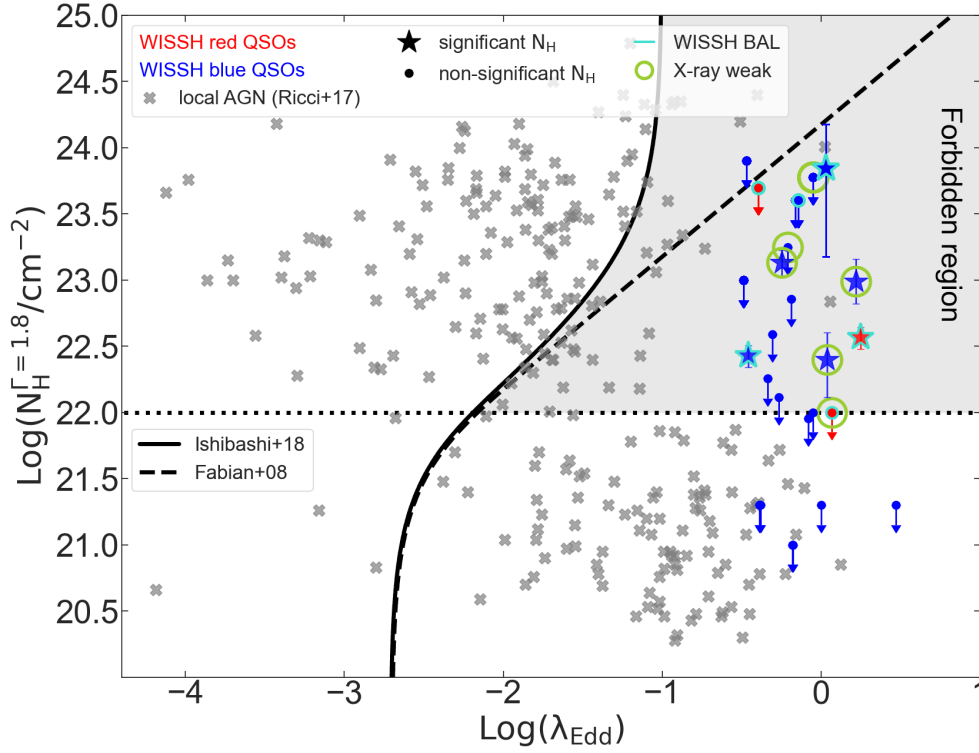 25.0
24.5
24.0
23.5
23.0
22.5
22.0
21.5
21.0
20.5
Log(N_H^{Γ = 1.8}/cm⁻²)
WISSH red QSOs
WISSH blue QSOs
local AGN (Ricci+17)
significant N_H
non-significant N_H
WISSH BAL
X-ray weak
Forbidden region
Ishibashi+18
Fabian+08
−4 −3 −2 −1 0 1
Log(λ_Edd)